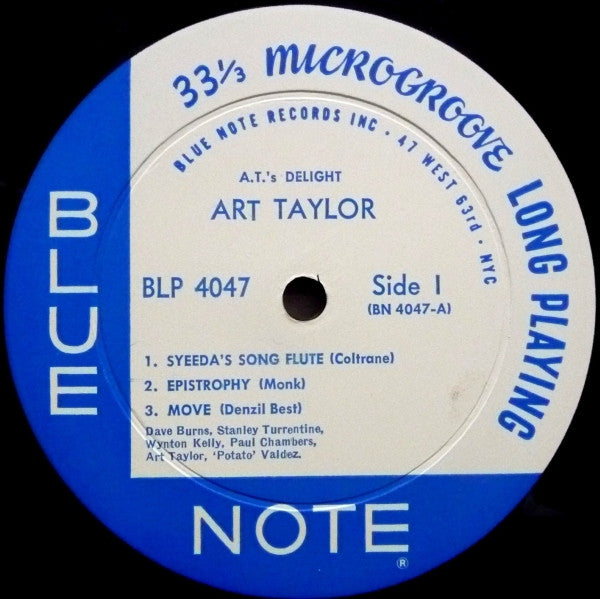 33⅓ MICROGROOVE LONG PLAYING
BLUE NOTE RECORDS INC • 47 WEST 63rd • NYC
A.T.'s DELIGHT
ART TAYLOR
BLP 4047
Side 1
(BN 4047-A)
1. SYEEDA'S SONG FLUTE (Coltrane)
2. EPISTROPHY (Monk)
3. MOVE (Denzil Best)
Dave Burns, Stanley Turrentine,
Wynton Kelly, Paul Chambers,
Art Taylor, 'Potato' Valdez.
BLUE
NOTE
®